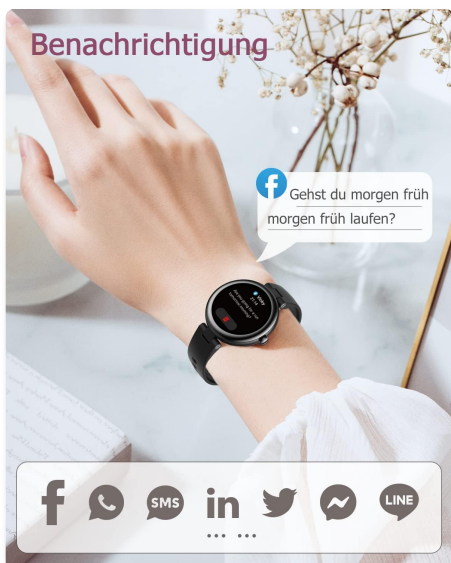 Benachrichtigung
Gehst du morgen früh
morgen früh laufen?
SMS
in
LINE